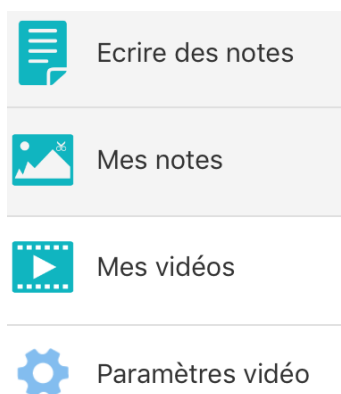 Ecrire des notes
Mes notes
Mes vidéos
Paramètres vidéo